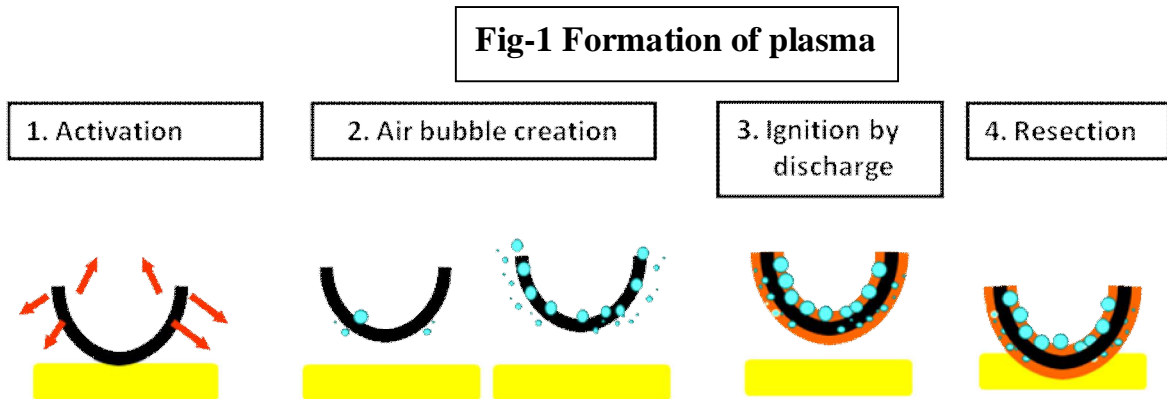 Fig-1 Formation of plasma
1. Activation
2. Air bubble creation
3. Ignition by
discharge
4. Resection